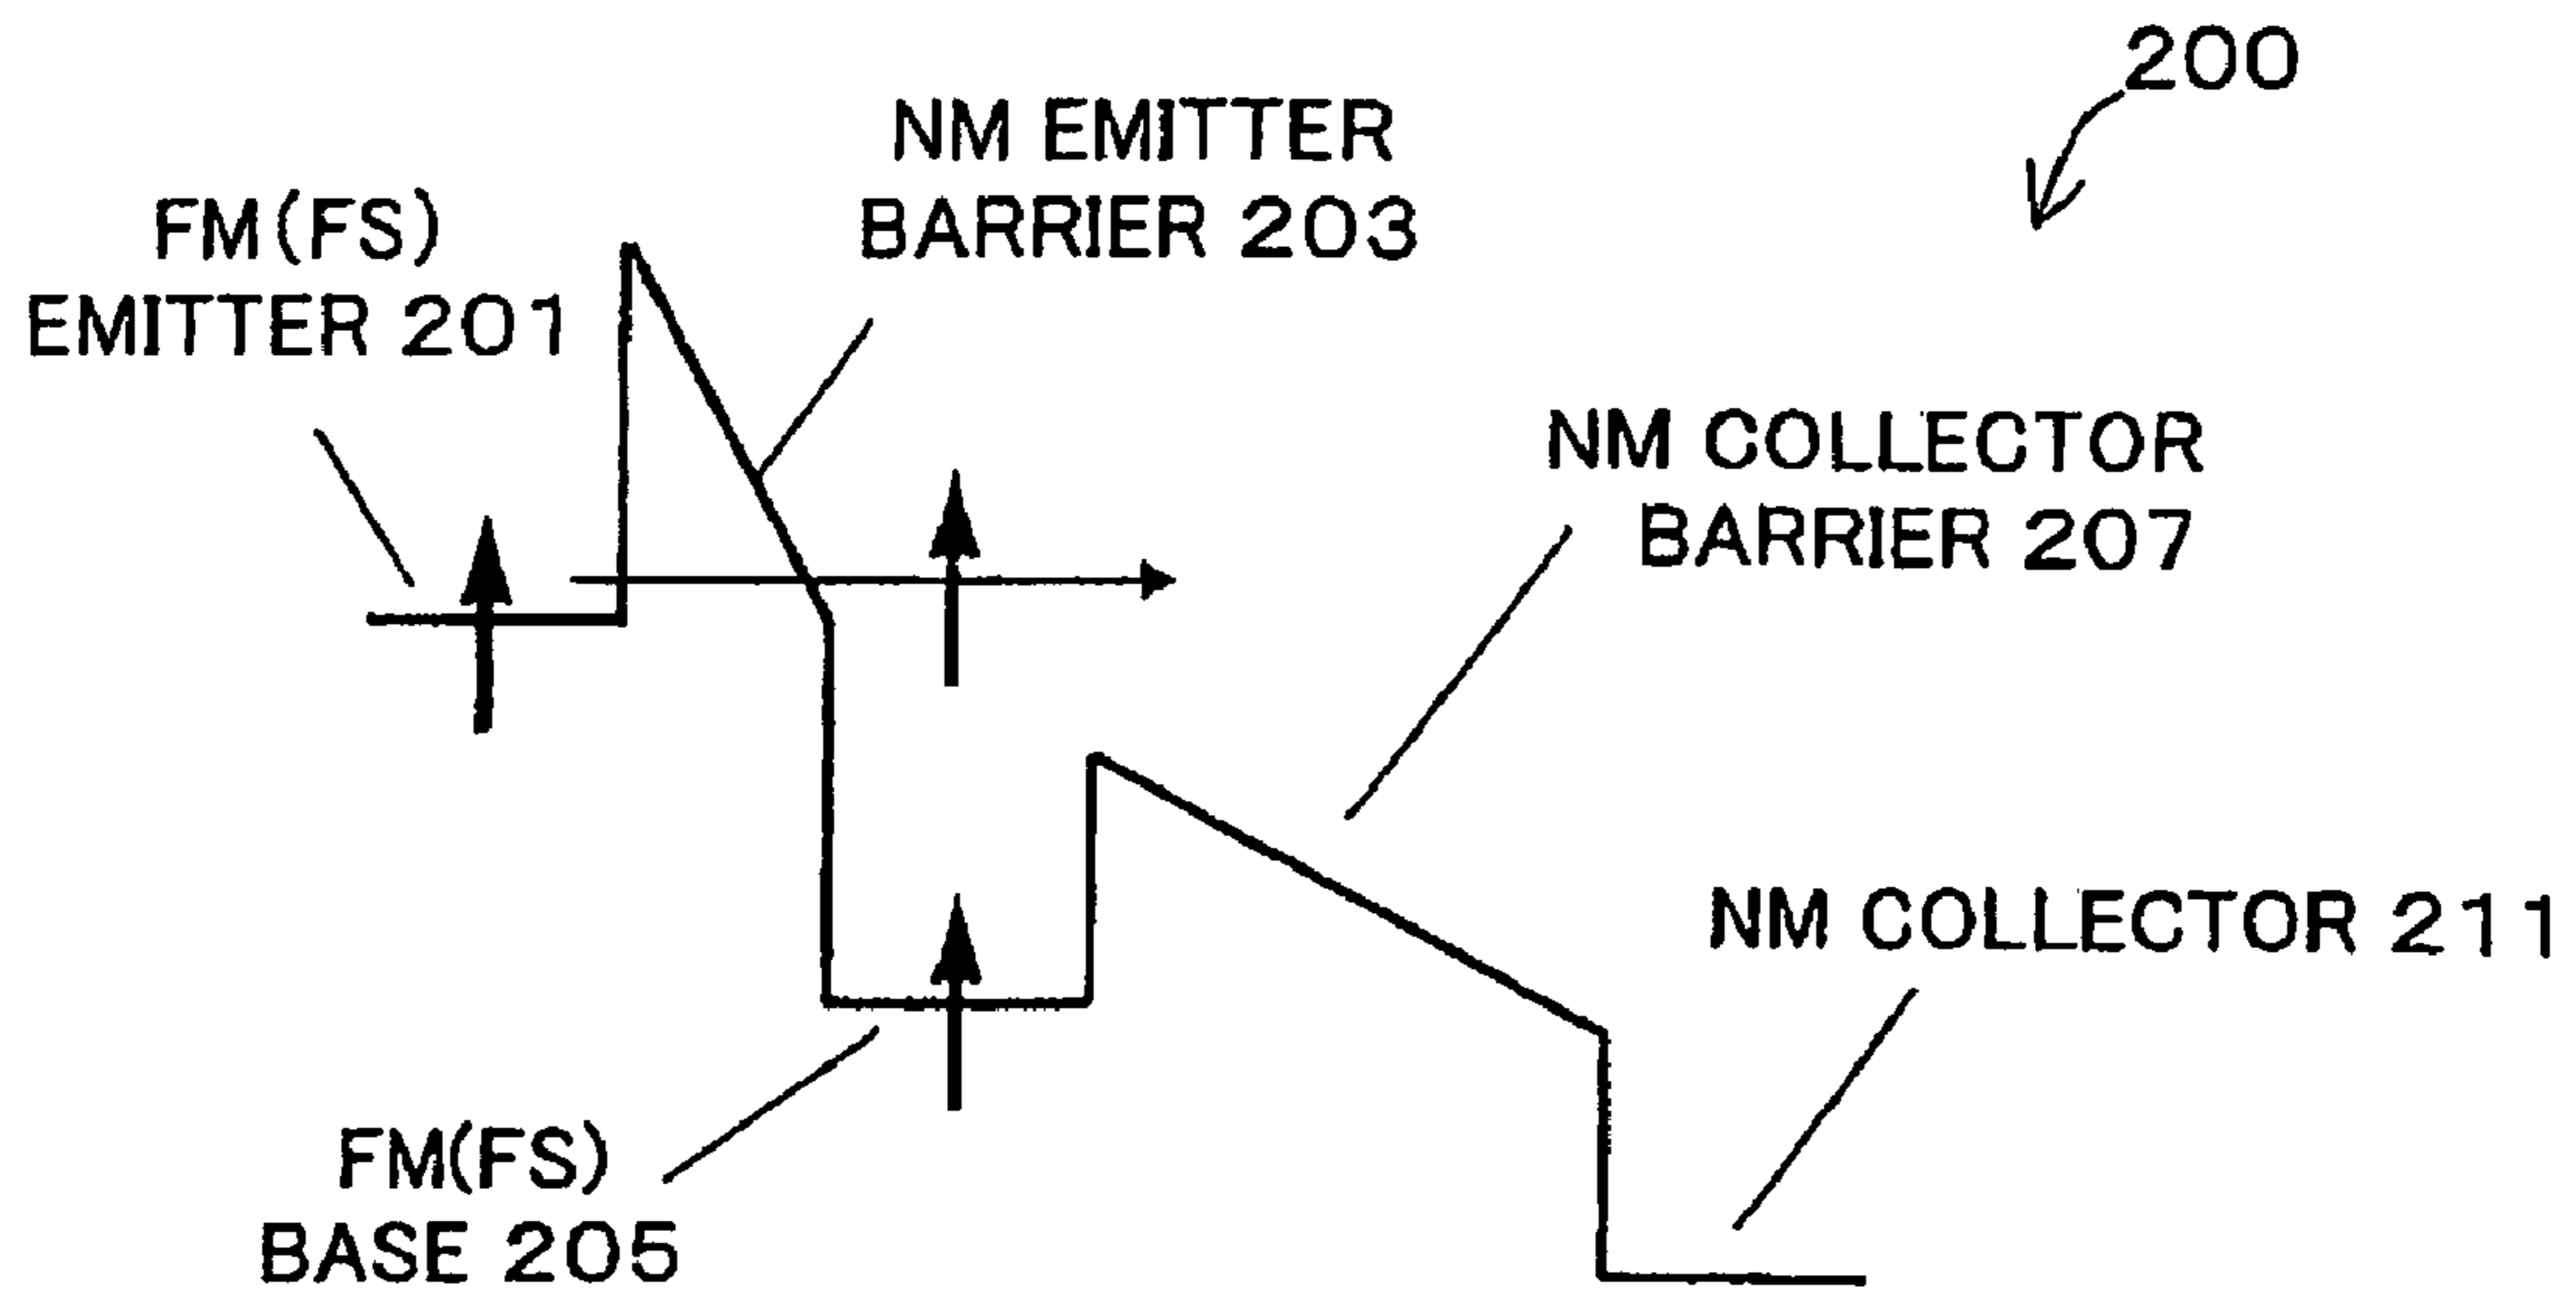 200
NM EMITTER
BARRIER 203
FM(FS)
EMITTER 201
NM COLLECTOR
BARRIER 207
NM COLLECTOR 211
FM(FS)
BASE 205